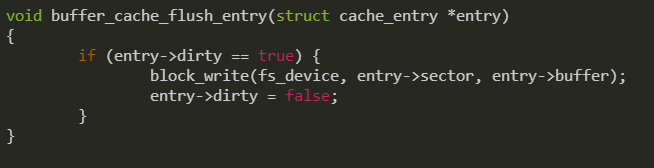 void buffer_cache_flush_entry(struct cache_entry *entry)
{
        if (entry->dirty == true) {
                block_write(fs_device, entry->sector, entry->buffer);
                entry->dirty = false;
        }
}